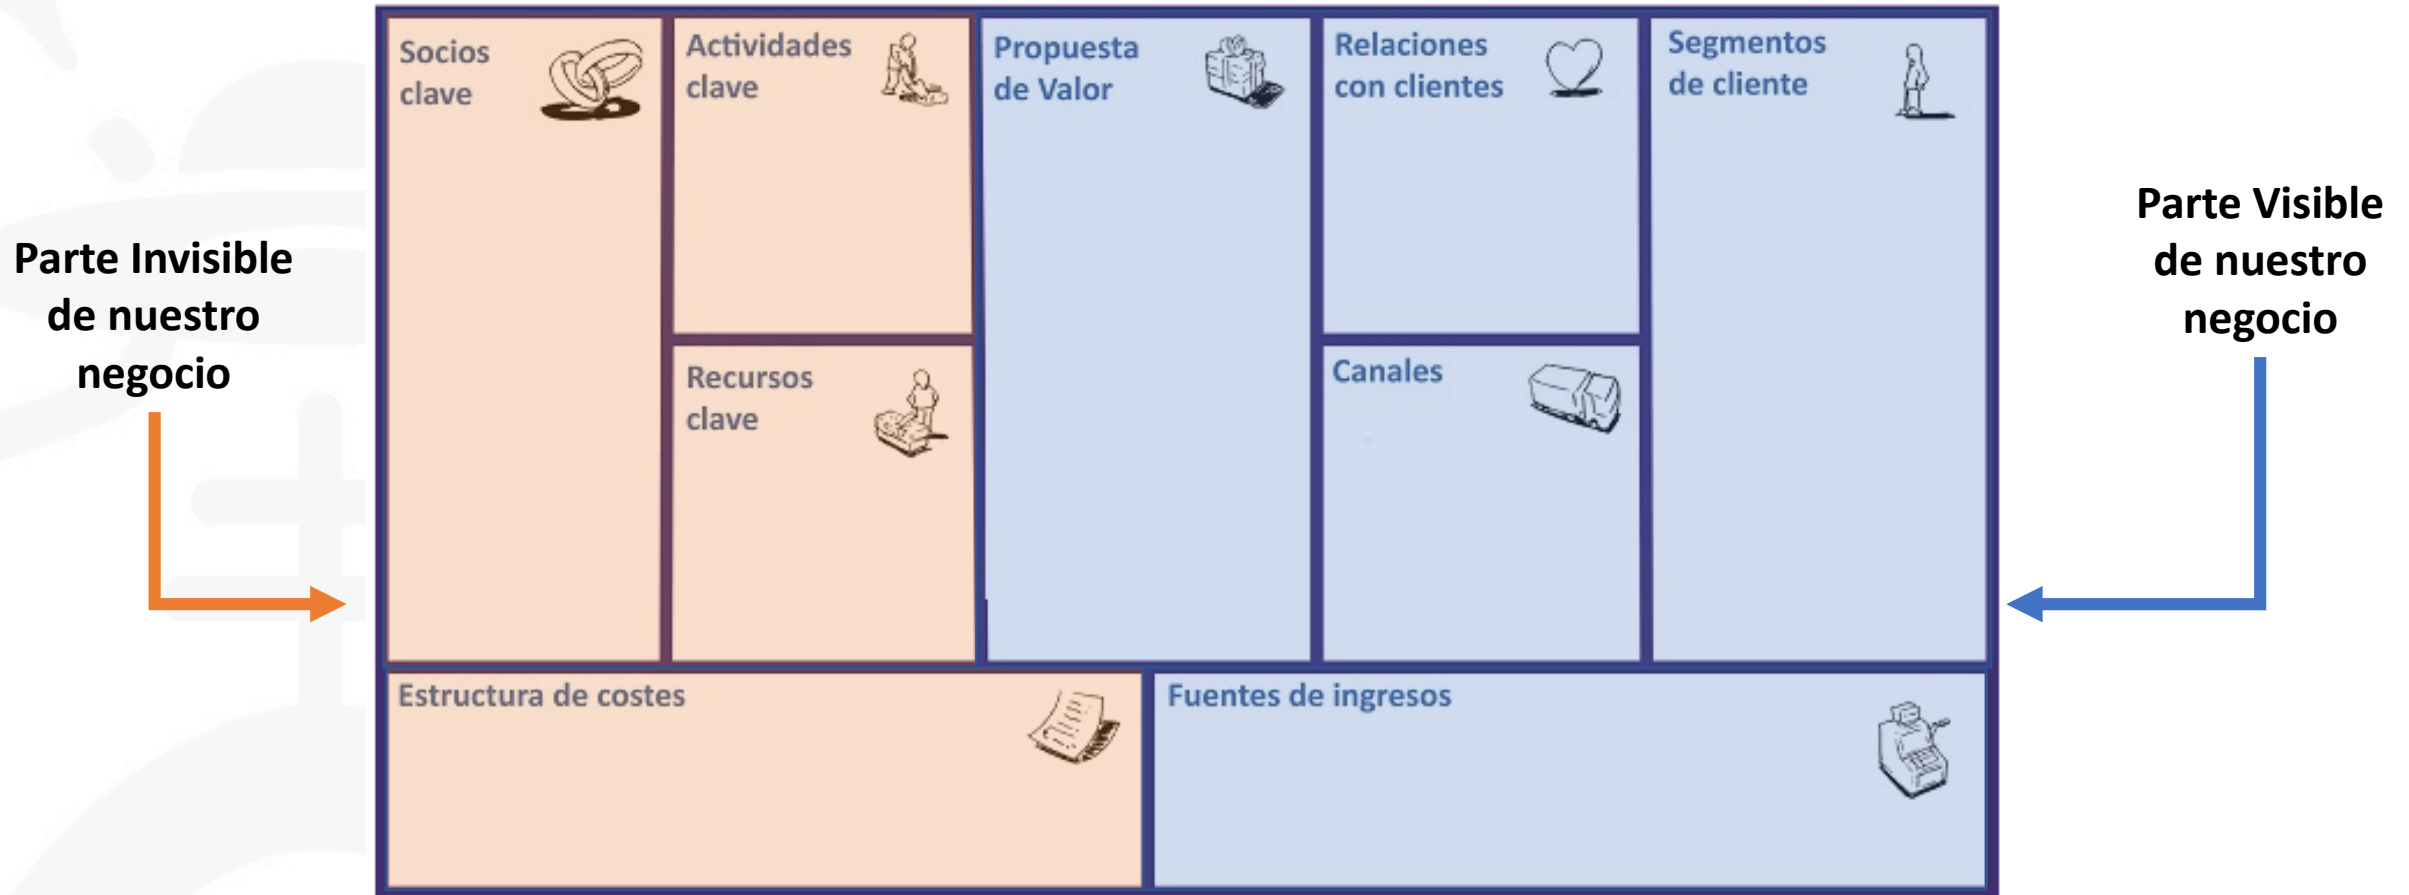 Parte Invisible
de nuestro
negocio
Socios
clave
Actividades
clave
Recursos
clave
Propuesta
de Valor
Relaciones
con clientes
Canales
Segmentos
de cliente
Estructura de costes
Fuentes de ingresos
Parte Visible
de nuestro
negocio